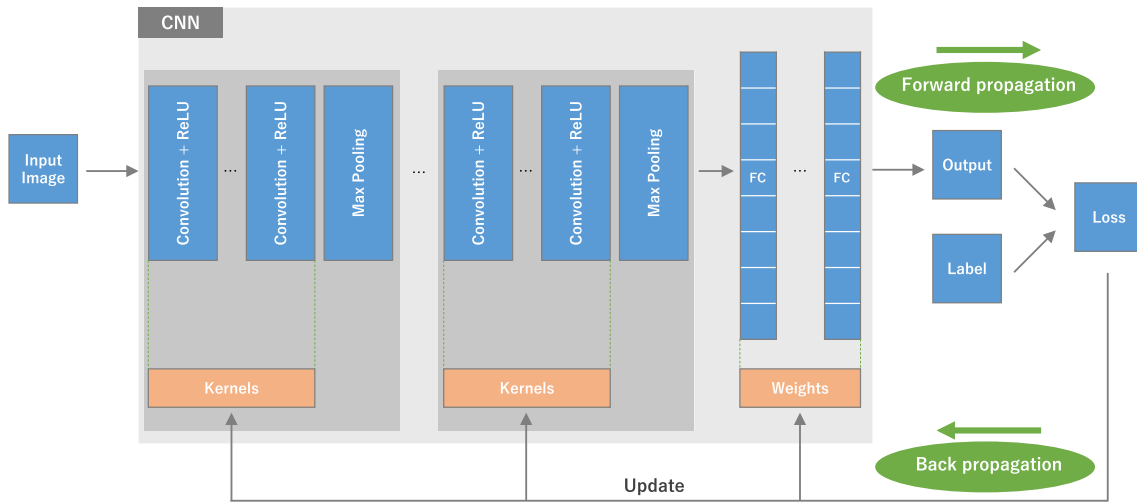 CNN
Forward propagation
Input
Image
Convolution + ReLU
...
Convolution + ReLU
Max Pooling
...
Convolution + ReLU
...
Convolution + ReLU
Max Pooling
FC
...
FC
Output
Label
Loss
Kernels
Kernels
Weights
Back propagation
Update